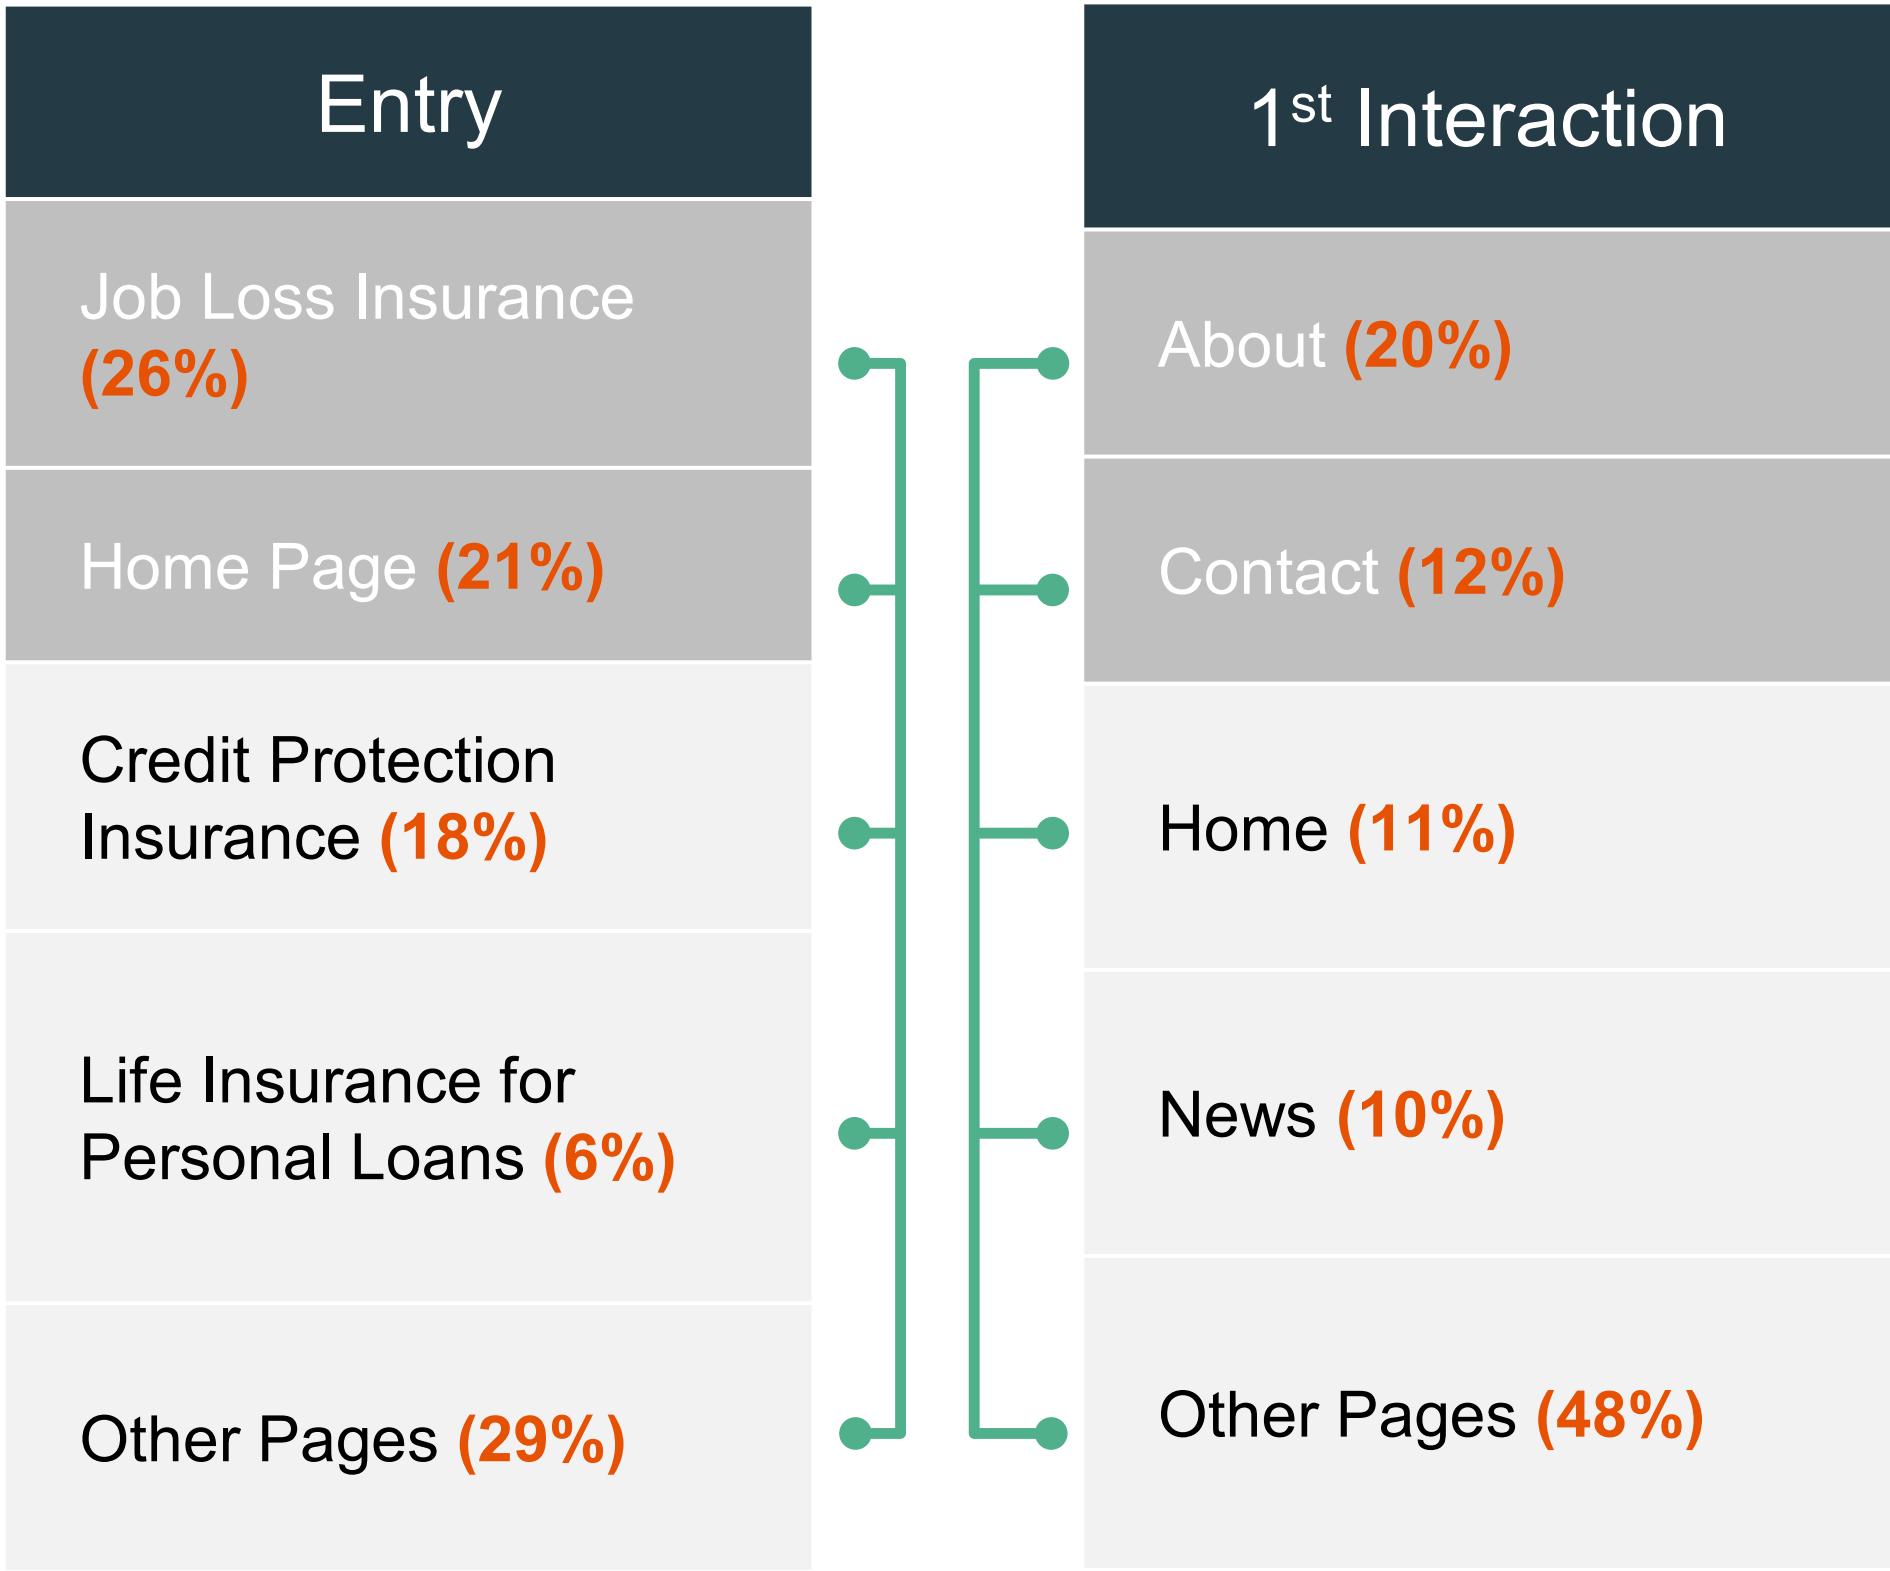 Entry
Job Loss Insurance
(26%)
Home Page (21%)
Credit Protection
Insurance (18%)
Life Insurance for
Personal Loans (6%)
Other Pages (29%)
1st Interaction
About (20%)
Contact (12%)
Home (11%)
News (10%)
Other Pages (48%)